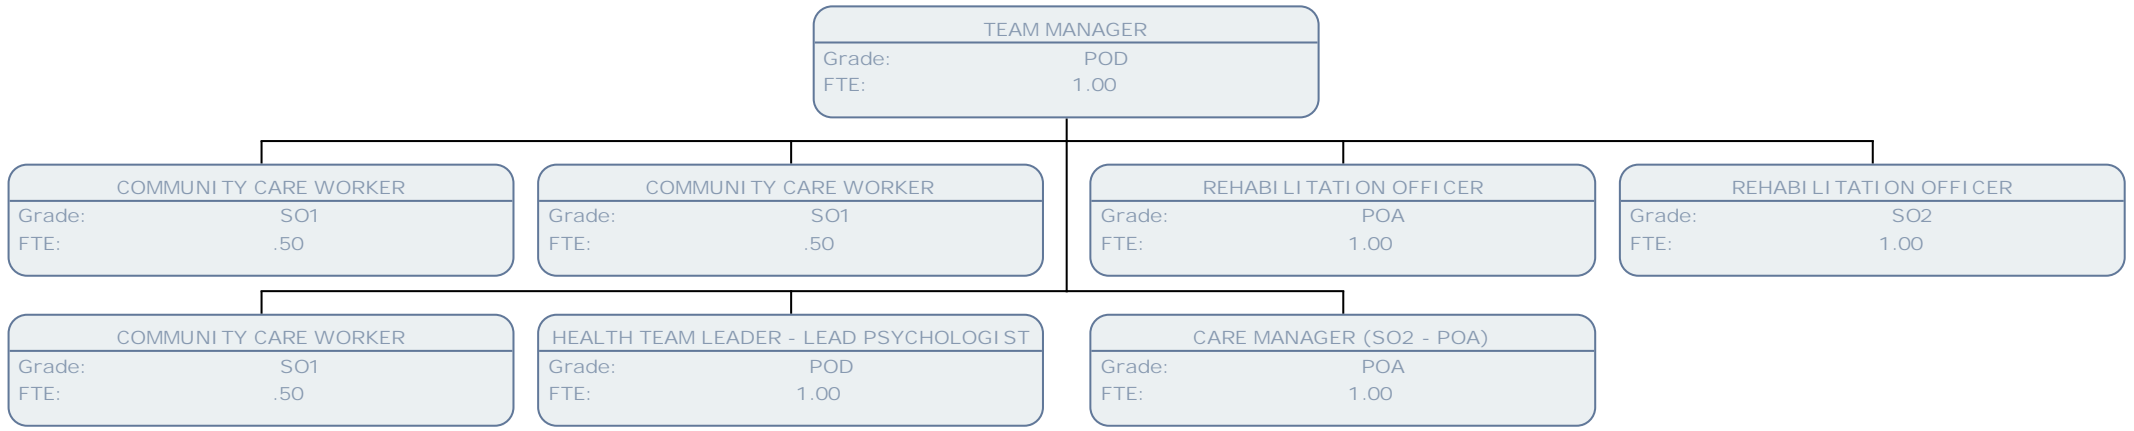 TEAM MANAGER
Grade: POD
FTE: 1.00
COMMUNITY CARE WORKER
Grade: SO1
FTE: .50
COMMUNITY CARE WORKER
Grade: SO1
FTE: .50
REHABILITATION OFFICER
Grade: POA
FTE: 1.00
REHABILITATION OFFICER
Grade: SO2
FTE: 1.00
COMMUNITY CARE WORKER
Grade: SO1
FTE: .50
HEALTH TEAM LEADER - LEAD PSYCHOLOGIST
Grade: POD
FTE: 1.00
CARE MANAGER (SO2 - POA)
Grade: POA
FTE: 1.00